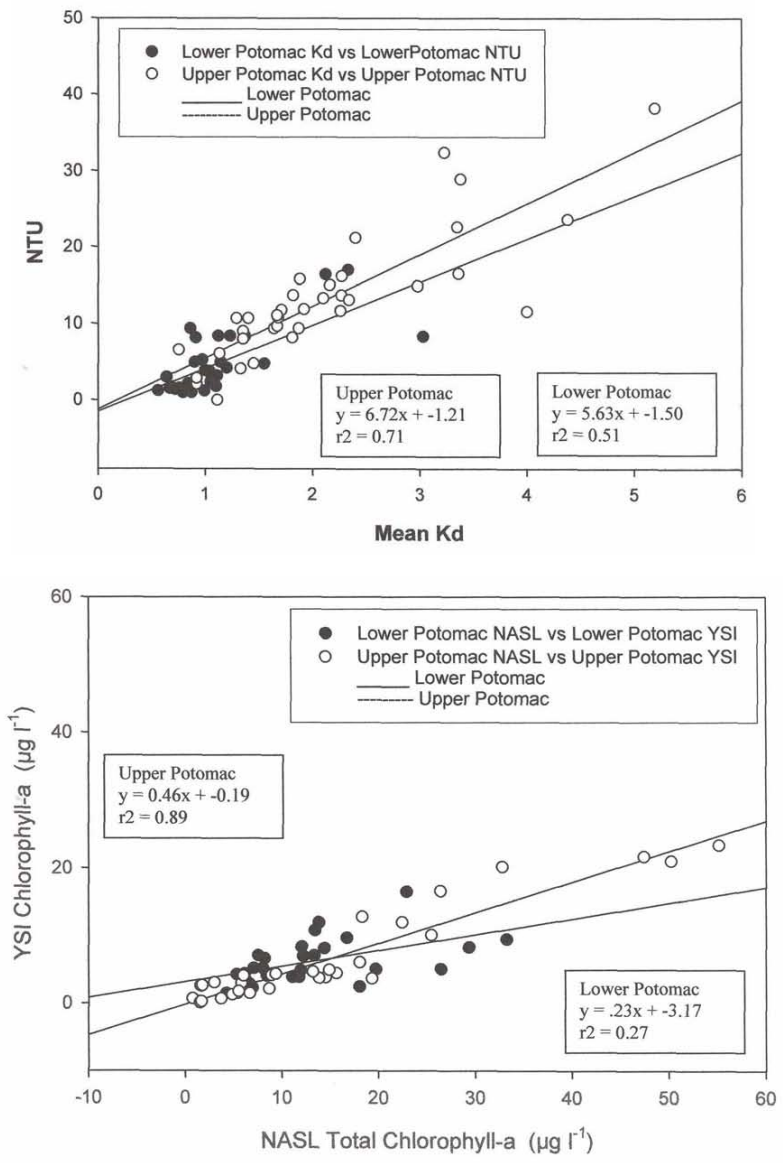 50
Lower Potomac Kd vs LowerPotomac NTU
Upper Potomac Kd vs Upper Potomac NTU
Lower Potomac
Upper Potomac
40
30
NTU
20
10
0
Upper Potomac
y = 6.72x + -1.21
r2 = 0.71
Lower Potomac
y = 5.63x + -1.50
r2 = 0.51
0 1 2 3 4 5 6
Mean Kd
60
Lower Potomac NASL vs Lower Potomac YSI
Upper Potomac NASL vs Upper Potomac YSI
Lower Potomac
Upper Potomac
40
YSI Chlorophyll-a (µg l⁻¹)
Upper Potomac
y = 0.46x + -0.19
r2 = 0.89
20
0
Lower Potomac
y = .23x + -3.17
r2 = 0.27
-10 0 10 20 30 40 50 60
NASL Total Chlorophyll-a (µg l⁻¹)